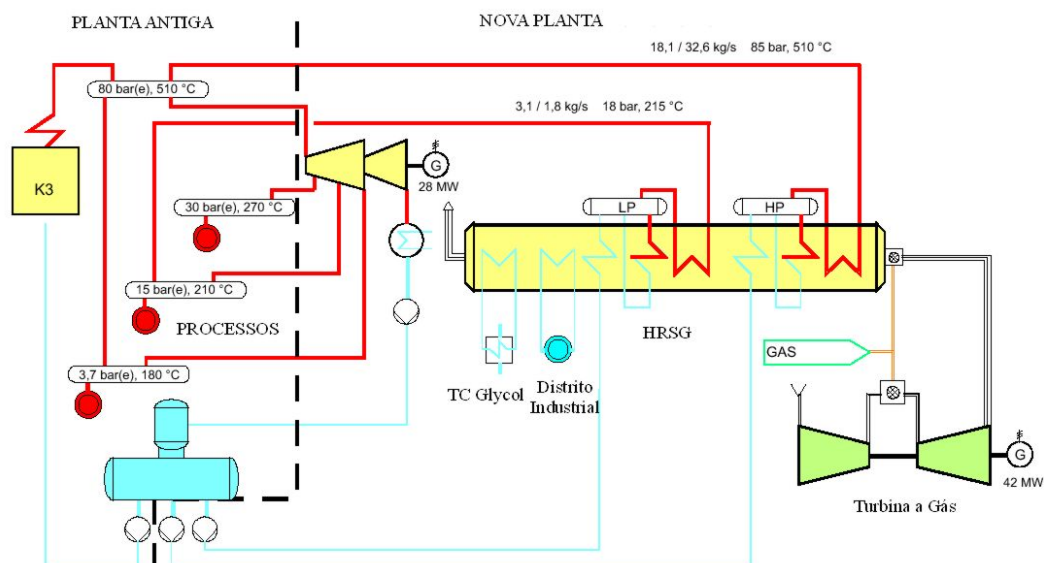 PLANTA ANTIGA
NOVA PLANTA
18,1 / 32,6 kg/s 85 bar, 510 °C
80 bar(e), 510 °C
3,1 / 1,8 kg/s 18 bar, 215 °C
K3
G
28 MW
30 bar(e), 270 °C
LP
HP
15 bar(e), 210 °C
PROCESSOS
HRSG
GAS
3,7 bar(e), 180 °C
TC Glycol
Distrito
Industrial
G
42 MW
Turbina a Gás